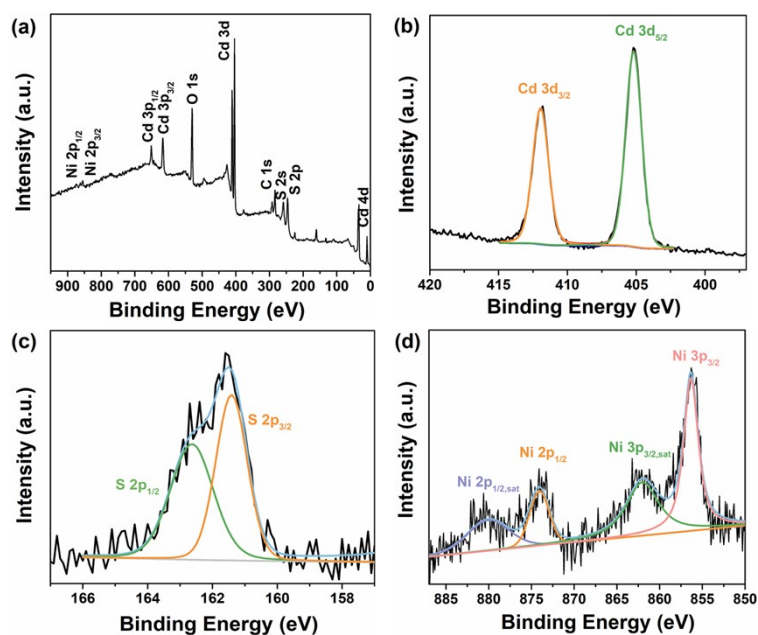 (a)
Ni 2p1/2
Ni 2p3/2
Cd 3p1/2
Cd 3p3/2
O 1s
Cd 3d
C 1s
S 2s
S 2p
Cd 4d
Intensity (a.u.)
900 800 700 600 500 400 300 200 100 0
Binding Energy (eV)
(b)
Cd 3d5/2
Cd 3d3/2
Intensity (a.u.)
420 415 410 405 400
Binding Energy (eV)
(c)
S 2p3/2
S 2p1/2
Intensity (a.u.)
166 164 162 160 158
Binding Energy (eV)
(d)
Ni 3p3/2
Ni 3p3/2,sat
Ni 2p1/2
Ni 2p1/2,sat
Intensity (a.u.)
885 880 875 870 865 860 855 850
Binding Energy (eV)